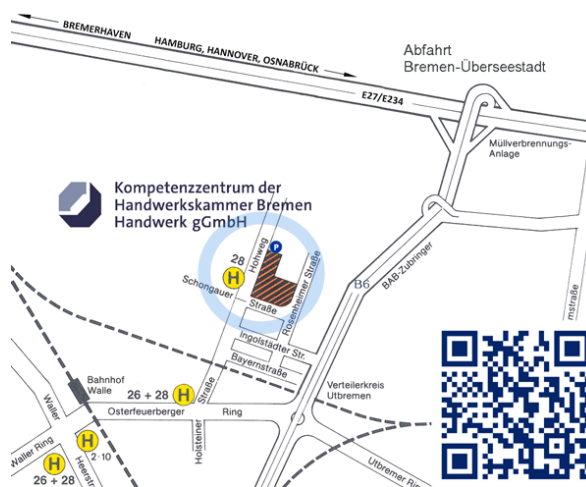 BREMERHAVEN
HAMBURG, HANNOVER, OSNABRÜCK
E27/E234
Abfahrt
Bremen-Überseestadt
Müllverbrennungs-
Anlage
Kompetenzzentrum der
Handwerkskammer Bremen
Handwerk gGmbH
P
Hohweg
28
H
Schongauer
Straße
Rosenheimer Straße
B6
BAB-Zubringer
mstraße
Ingolstädter Str.
Bayernstraße
Bahnhof
Walle
26 + 28 H
Straße
Holsteiner
Osterfeuerberger Ring
Verteilerkreis
Utbremen
Waller
Waller Ring
H
2·10
H
26 + 28
Heerstr
Utbremer Ring